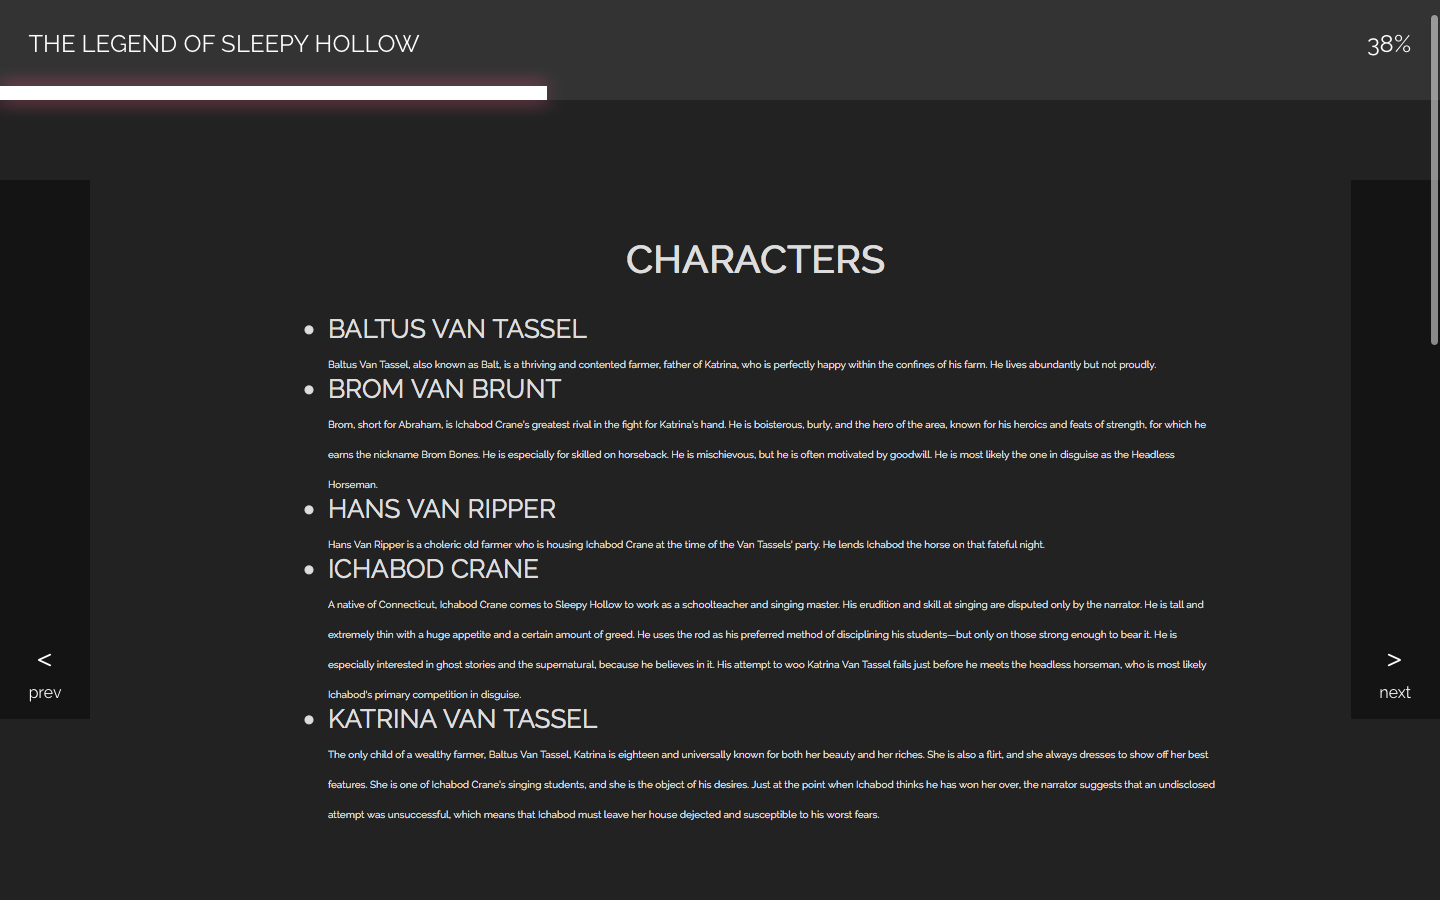 THE LEGEND OF SLEEPY HOLLOW
38%
CHARACTERS
• BALTUS VAN TASSEL
Baltus Van Tassel, also known as Balt, is a thriving and contented farmer, father of Katrina, who is perfectly happy within the confines of his farm. He lives abundantly but not proudly.
• BROM VAN BRUNT
Brom, short for Abraham, is Ichabod Crane's greatest rival in the fight for Katrina's hand. He is boisterous, burly, and the hero of the area, known for his heroics and feats of strength, for which he
earns the nickname Brom Bones. He is especially for skilled on horseback. He is mischievous, but he is often motivated by goodwill. He is most likely the one in disguise as the Headless
Horseman.
• HANS VAN RIPPER
Hans Van Ripper is a choleric old farmer who is housing Ichabod Crane at the time of the Van Tassels' party. He lends Ichabod the horse on that fateful night.
• ICHABOD CRANE
A native of Connecticut, Ichabod Crane comes to Sleepy Hollow to work as a schoolteacher and singing master. His erudition and skill at singing are disputed only by the narrator. He is tall and
extremely thin with a huge appetite and a certain amount of greed. He uses the rod as his preferred method of disciplining his students—but only on those strong enough to bear it. He is
especially interested in ghost stories and the supernatural, because he believes in it. His attempt to woo Katrina Van Tassel fails just before he meets the headless horseman, who is most likely
Ichabod's primary competition in disguise.
• KATRINA VAN TASSEL
The only child of a wealthy farmer, Baltus Van Tassel, Katrina is eighteen and universally known for both her beauty and her riches. She is also a flirt, and she always dresses to show off her best
features. She is one of Ichabod Crane's singing students, and she is the object of his desires. Just at the point when Ichabod thinks he has won her over, the narrator suggests that an undisclosed
attempt was unsuccessful, which means that Ichabod must leave her house dejected and susceptible to his worst fears.
<
prev
>
next